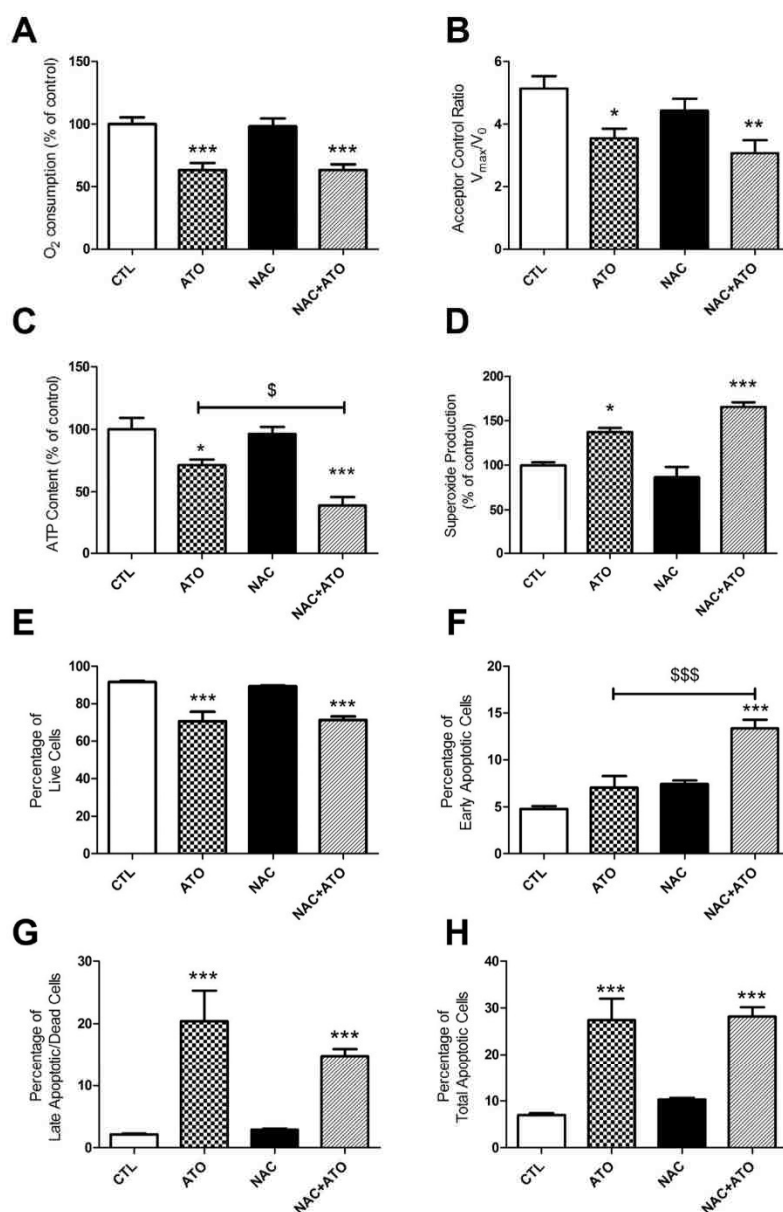 A
O₂ consumption (% of control)
150
100
50
0
***
***
CTL
ATO
NAC
NAC+ATO
B
Acceptor Control Ratio
Vmax/V0
6
4
2
0
*
**
CTL
ATO
NAC
NAC+ATO
C
ATP Content (% of control)
150
100
50
0
$
*
***
CTL
ATO
NAC
NAC+ATO
D
Superoxide Production
(% of control)
200
150
100
50
0
*
***
CTL
ATO
NAC
NAC+ATO
E
Percentage of
Live Cells
100
80
60
40
20
0
***
***
CTL
ATO
NAC
NAC+ATO
F
Percentage of
Early Apoptotic Cells
20
15
10
5
0
$$$
***
CTL
ATO
NAC
NAC+ATO
G
Percentage of
Late Apoptotic/Dead Cells
30
20
10
0
***
***
CTL
ATO
NAC
NAC+ATO
H
Percentage of
Total Apoptotic Cells
40
30
20
10
0
***
***
CTL
ATO
NAC
NAC+ATO